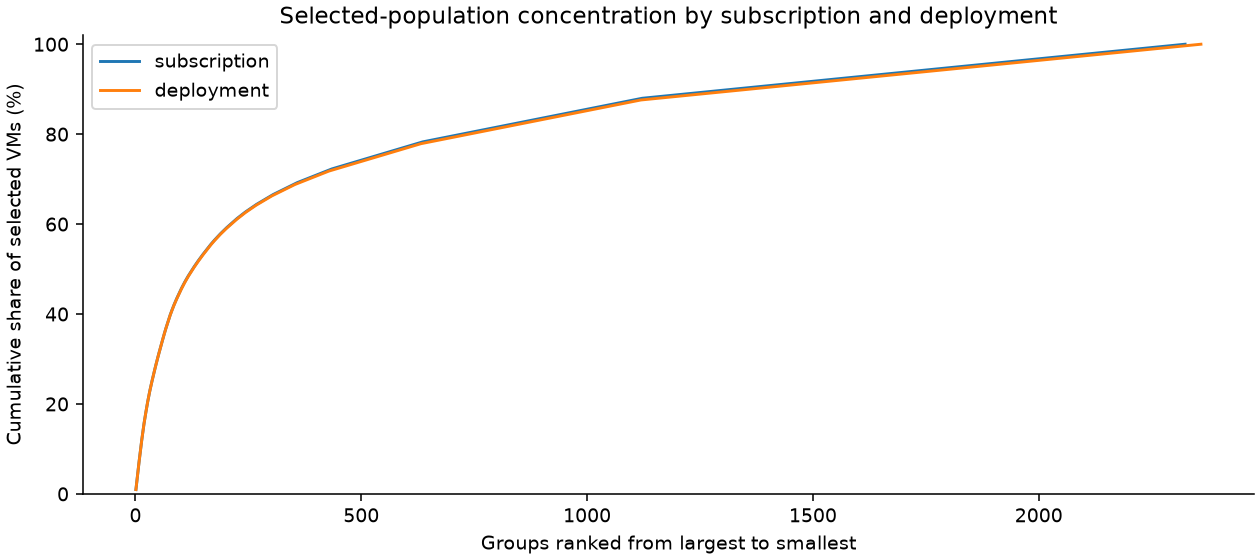 Selected-population concentration by subscription and deployment
subscription
deployment
Cumulative share of selected VMs (%)
100
80
60
40
20
0
0 500 1000 1500 2000
Groups ranked from largest to smallest